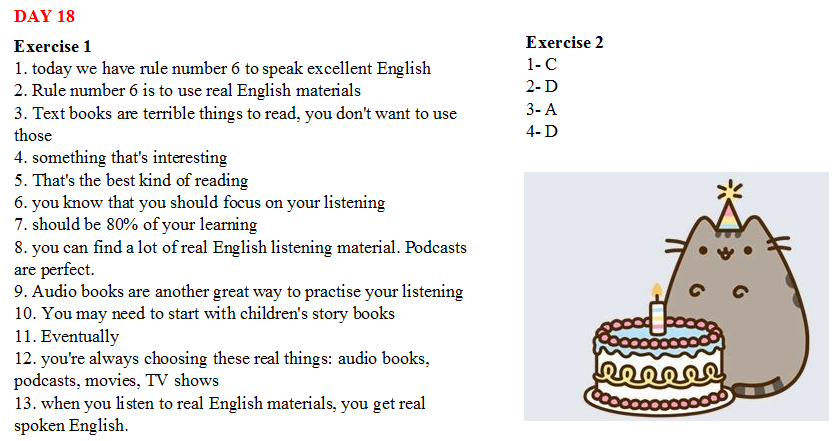 DAY 18
Exercise 1
1. today we have rule number 6 to speak excellent English
2. Rule number 6 is to use real English materials
3. Text books are terrible things to read, you don't want to use
those
4. something that's interesting
5. That's the best kind of reading
6. you know that you should focus on your listening
7. should be 80% of your learning
8. you can find a lot of real English listening material. Podcasts
are perfect.
9. Audio books are another great way to practise your listening
10. You may need to start with children's story books
11. Eventually
12. you're always choosing these real things: audio books,
podcasts, movies, TV shows
13. when you listen to real English materials, you get real
spoken English.
Exercise 2
1- C
2- D
3- A
4- D